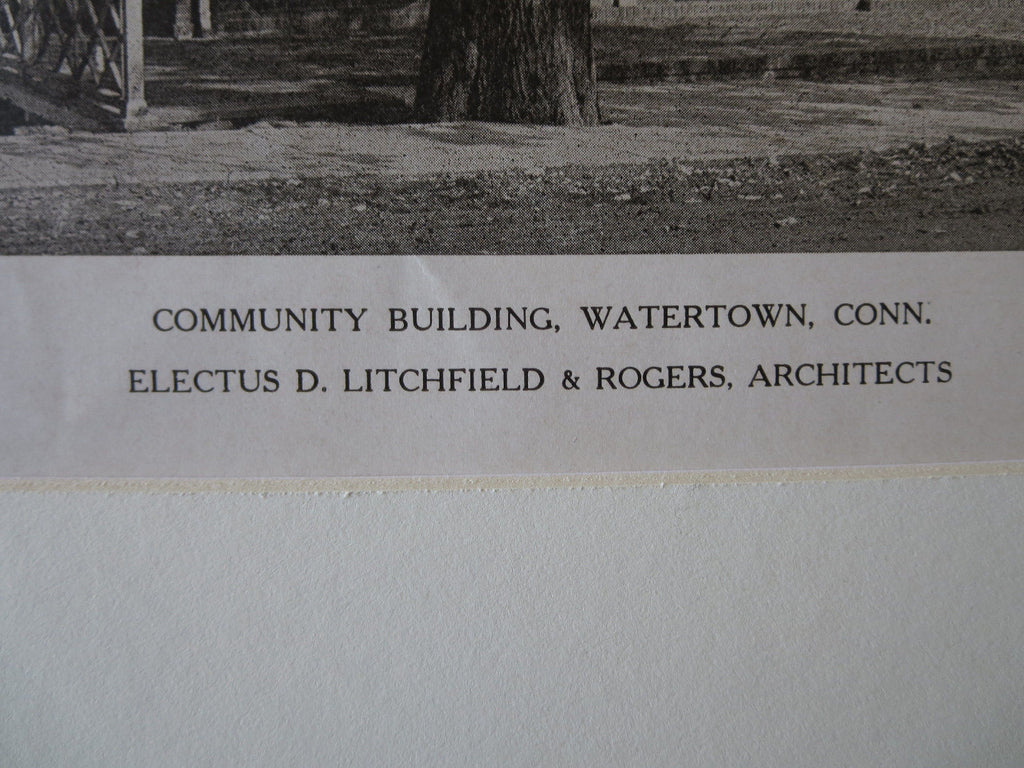 COMMUNITY BUILDING, WATERTOWN, CONN.
ELECTUS D. LITCHFIELD & ROGERS, ARCHITECTS